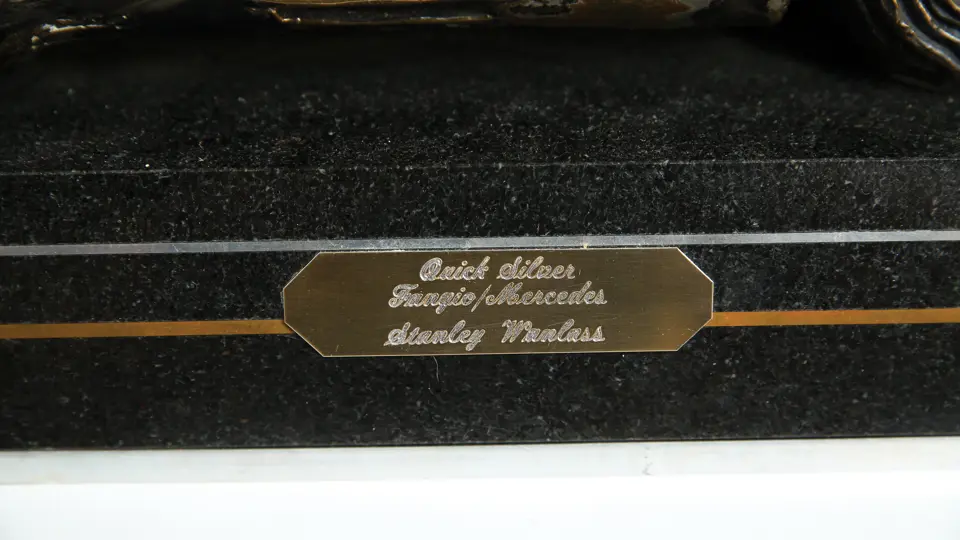 Quick Silver
Fangio/Mercedes
Stanley Wanlass